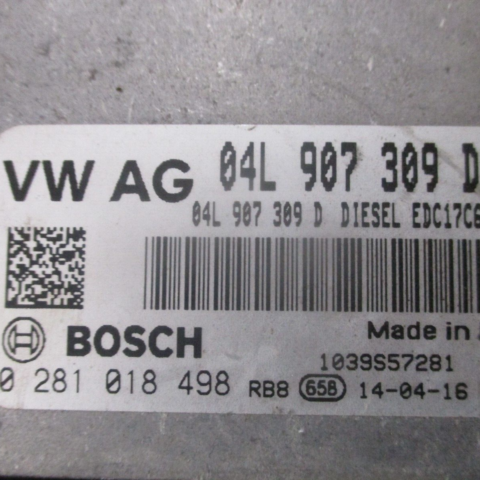 VW AG 04L 907 309 D
04L 907 309 D DIESEL EDC17C6
BOSCH Made in
1039S57281
0 281 018 498 RB8 658 14-04-16